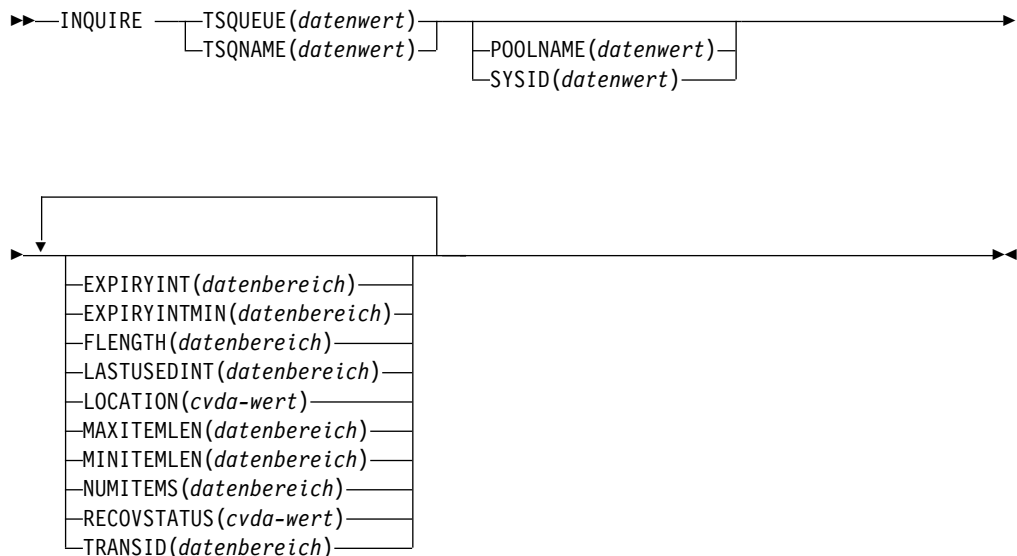 INQUIRE TSQUEUE(datenwert)
TSQNAME(datenwert) POOLNAME(datenwert)
SYSID(datenwert)
EXPIRYINT(datenbereich)
EXPIRYINTMIN(datenbereich)
FLENGTH(datenbereich)
LASTUSEDINT(datenbereich)
LOCATION(cvda-wert)
MAXITEMLEN(datenbereich)
MINITEMLEN(datenbereich)
NUMITEMS(datenbereich)
RECOVSTATUS(cvda-wert)
TRANSID(datenbereich)